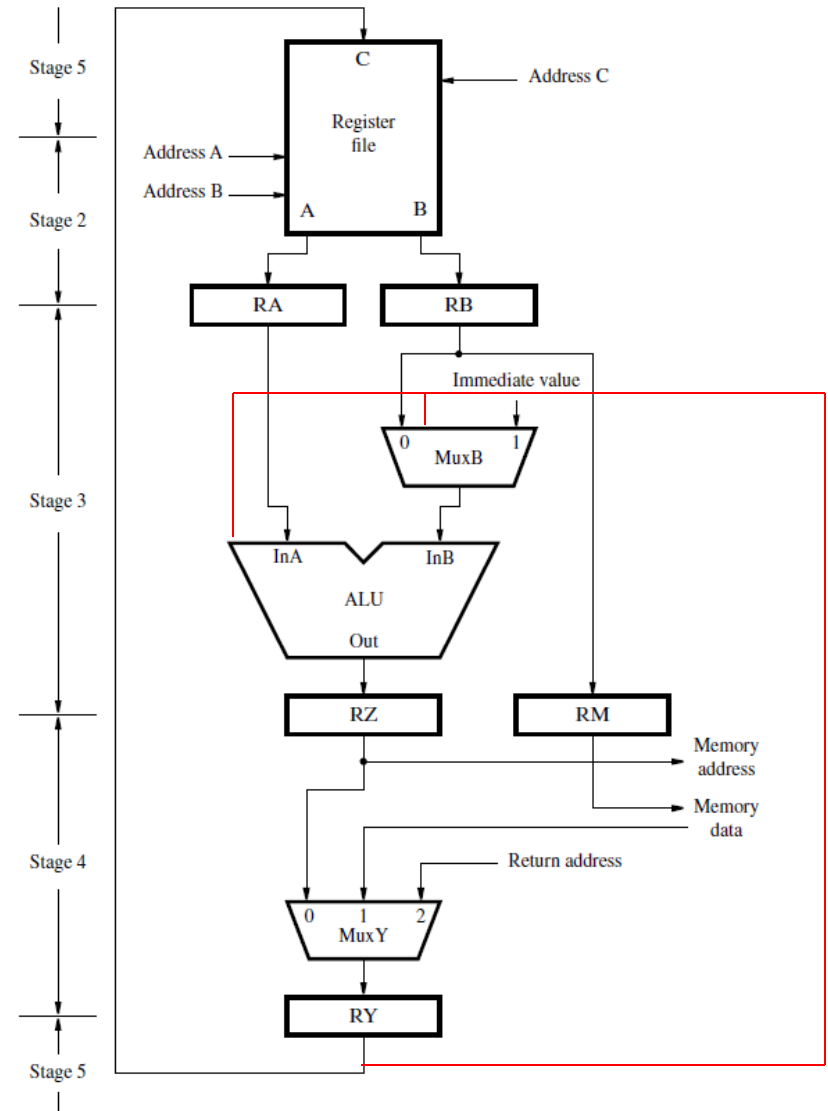 C
Stage 5
Address C
Register
file
Address A
Address B
A
B
Stage 2
RA
RB
Immediate value
0
1
MuxB
Stage 3
InA
InB
ALU
Out
RZ
RM
Memory
address
Memory
data
Stage 4
Return address
0
1
2
MuxY
RY
Stage 5